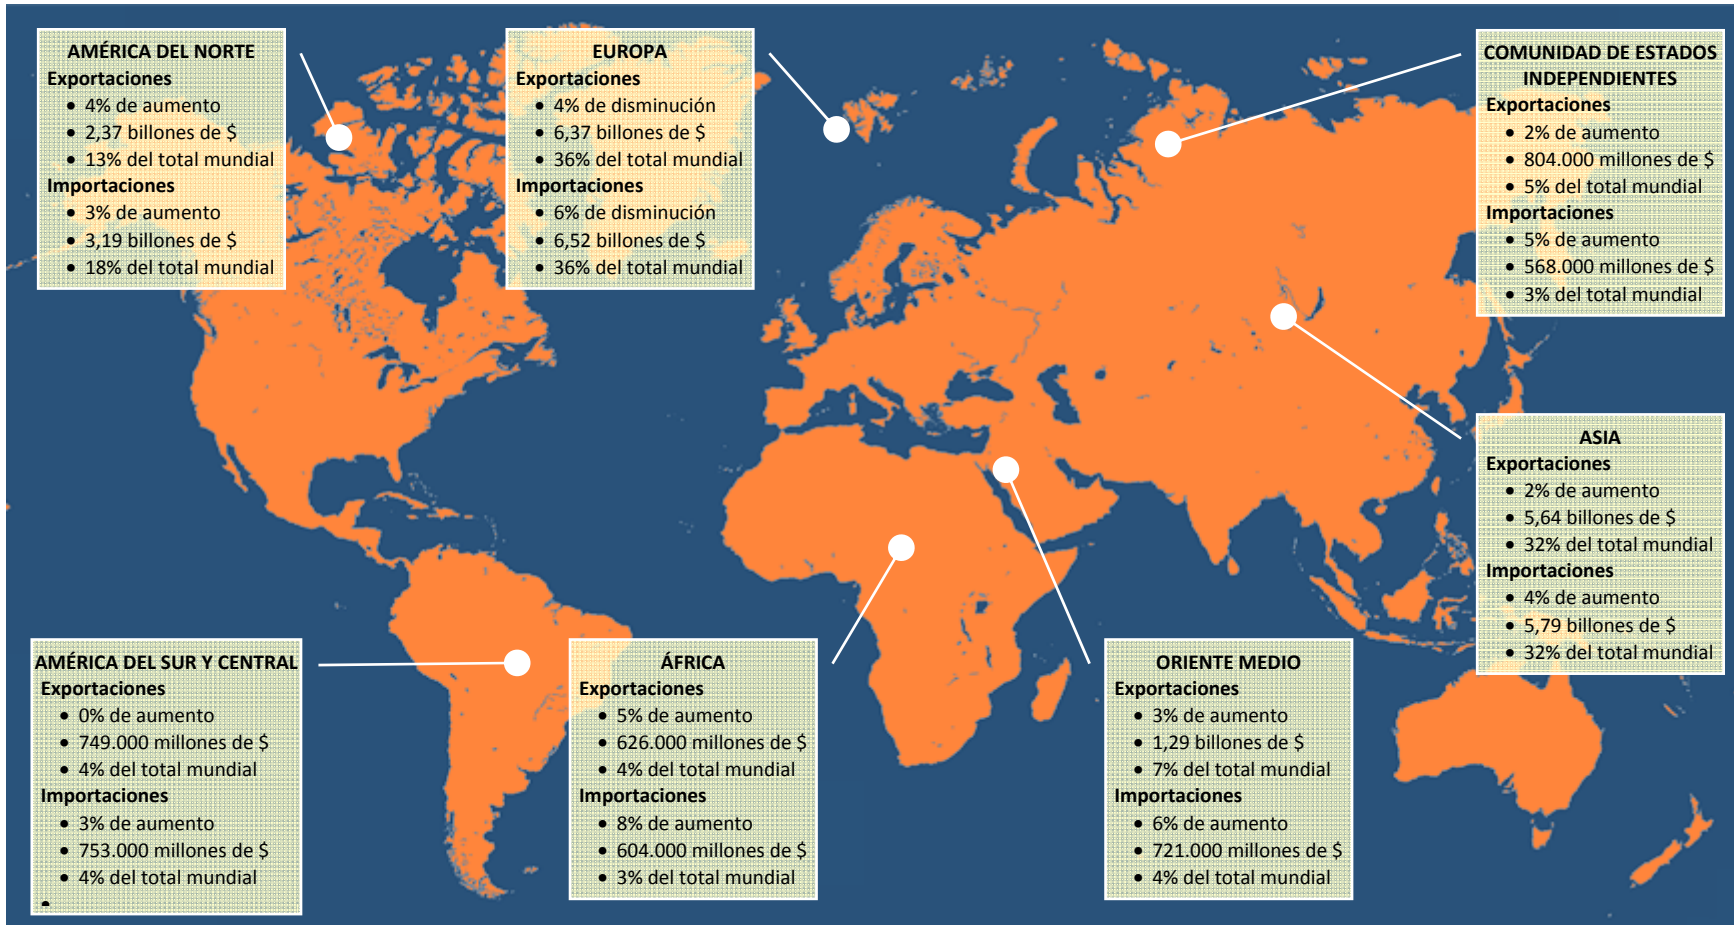 AMÉRICA DEL NORTE
Exportaciones
• 4% de aumento
• 2,37 billones de $
• 13% del total mundial
Importaciones
• 3% de aumento
• 3,19 billones de $
• 18% del total mundial
EUROPA
Exportaciones
• 4% de disminución
• 6,37 billones de $
• 36% del total mundial
Importaciones
• 6% de disminución
• 6,52 billones de $
• 36% del total mundial
COMUNIDAD DE ESTADOS
INDEPENDIENTES
Exportaciones
• 2% de aumento
• 804.000 millones de $
• 5% del total mundial
Importaciones
• 5% de aumento
• 568.000 millones de $
• 3% del total mundial
ASIA
Exportaciones
• 2% de aumento
• 5,64 billones de $
• 32% del total mundial
Importaciones
• 4% de aumento
• 5,79 billones de $
• 32% del total mundial
AMÉRICA DEL SUR Y CENTRAL
Exportaciones
• 0% de aumento
• 749.000 millones de $
• 4% del total mundial
Importaciones
• 3% de aumento
• 753.000 millones de $
• 4% del total mundial
•
ÁFRICA
Exportaciones
• 5% de aumento
• 626.000 millones de $
• 4% del total mundial
Importaciones
• 8% de aumento
• 604.000 millones de $
• 3% del total mundial
ORIENTE MEDIO
Exportaciones
• 3% de aumento
• 1,29 billones de $
• 7% del total mundial
Importaciones
• 6% de aumento
• 721.000 millones de $
• 4% del total mundial